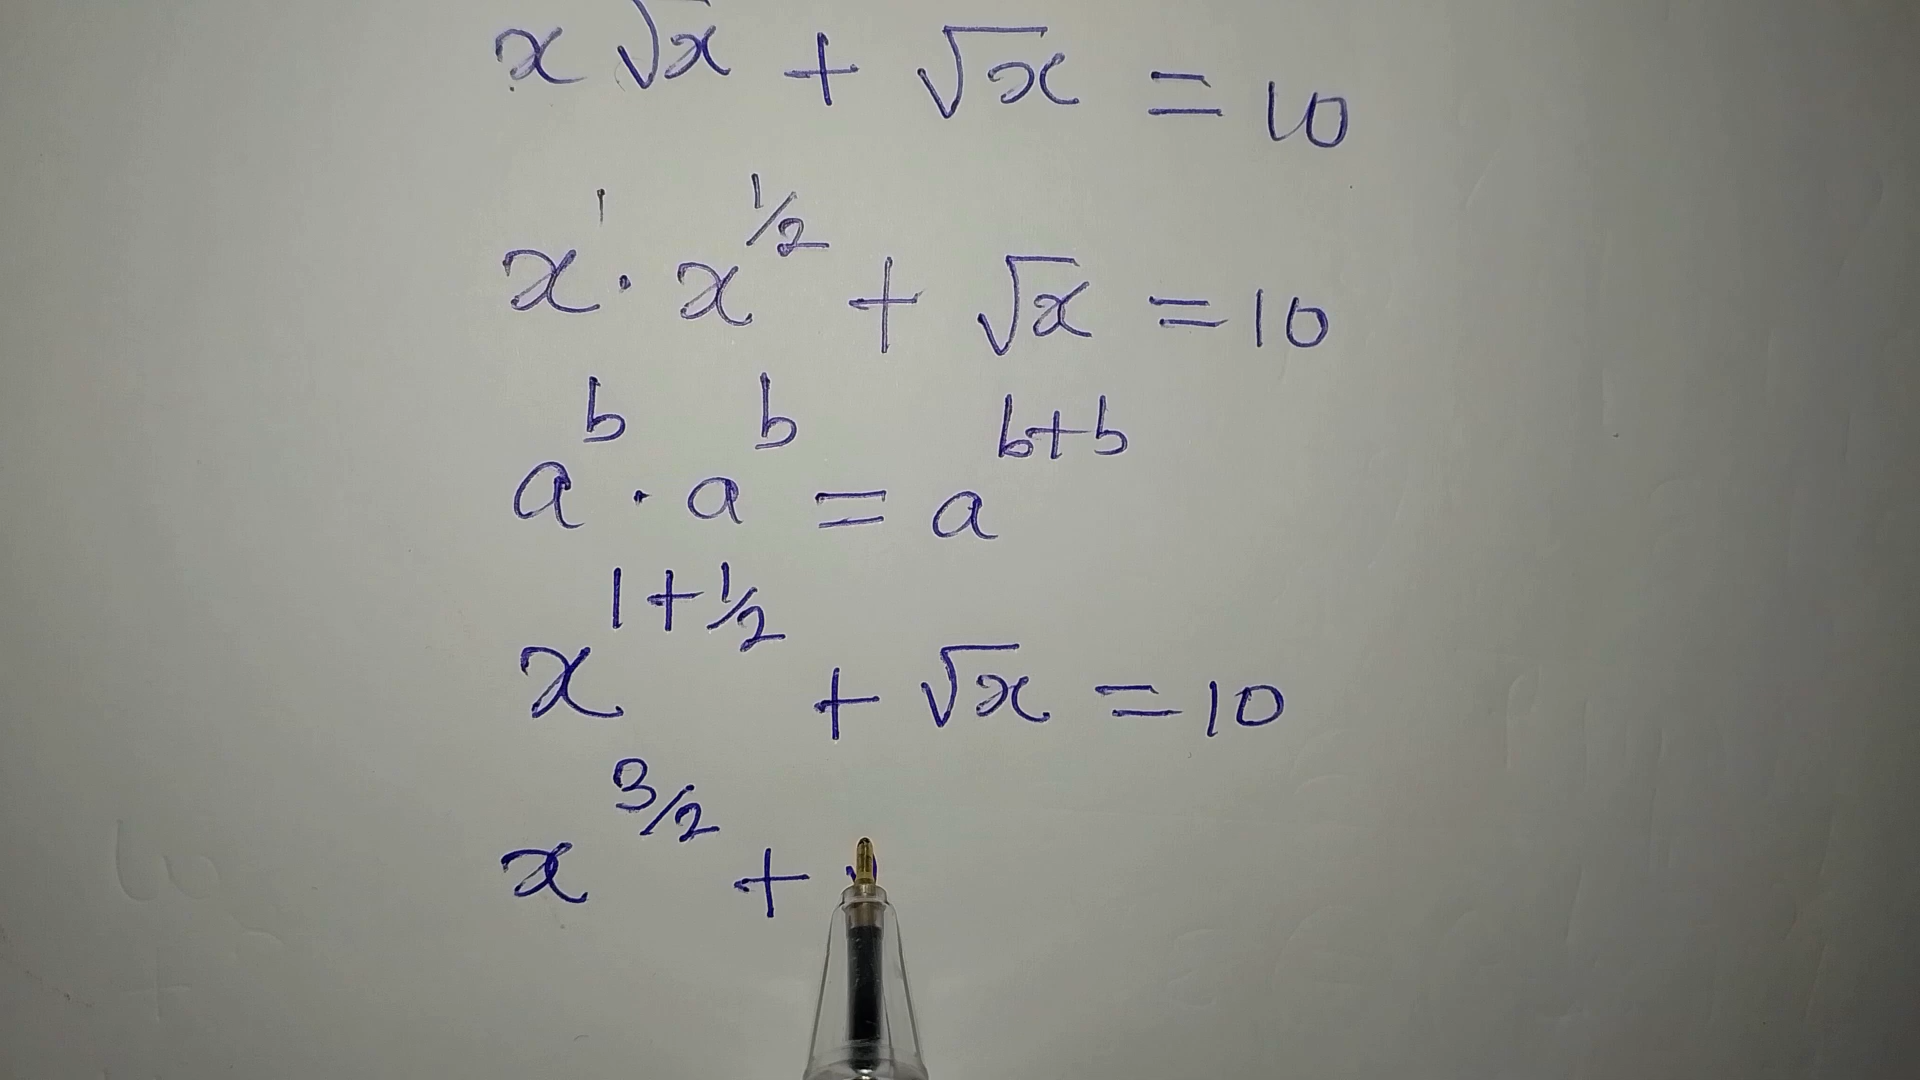 x √x + √x = 10
x¹ · x^½ + √x = 10
a^b · a^b = a^(b+b)
x^(1+½) + √x = 10
x^(3/2) +